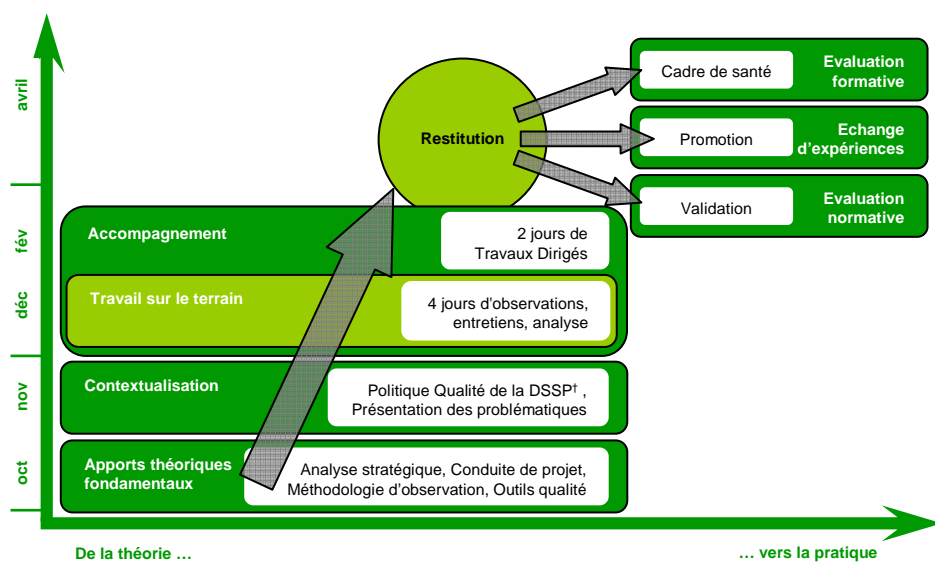 avril
fév
déc
nov
oct
Restitution
Cadre de santé
Evaluation
formative
Promotion
Echange
d'expériences
Validation
Evaluation
normative
Accompagnement
2 jours de
Travaux Dirigés
Travail sur le terrain
4 jours d'observations,
entretiens, analyse
Contextualisation
Politique Qualité de la DSSP† ,
Présentation des problématiques
Apports théoriques
fondamentaux
Analyse stratégique, Conduite de projet,
Méthodologie d'observation, Outils qualité
De la théorie …
… vers la pratique